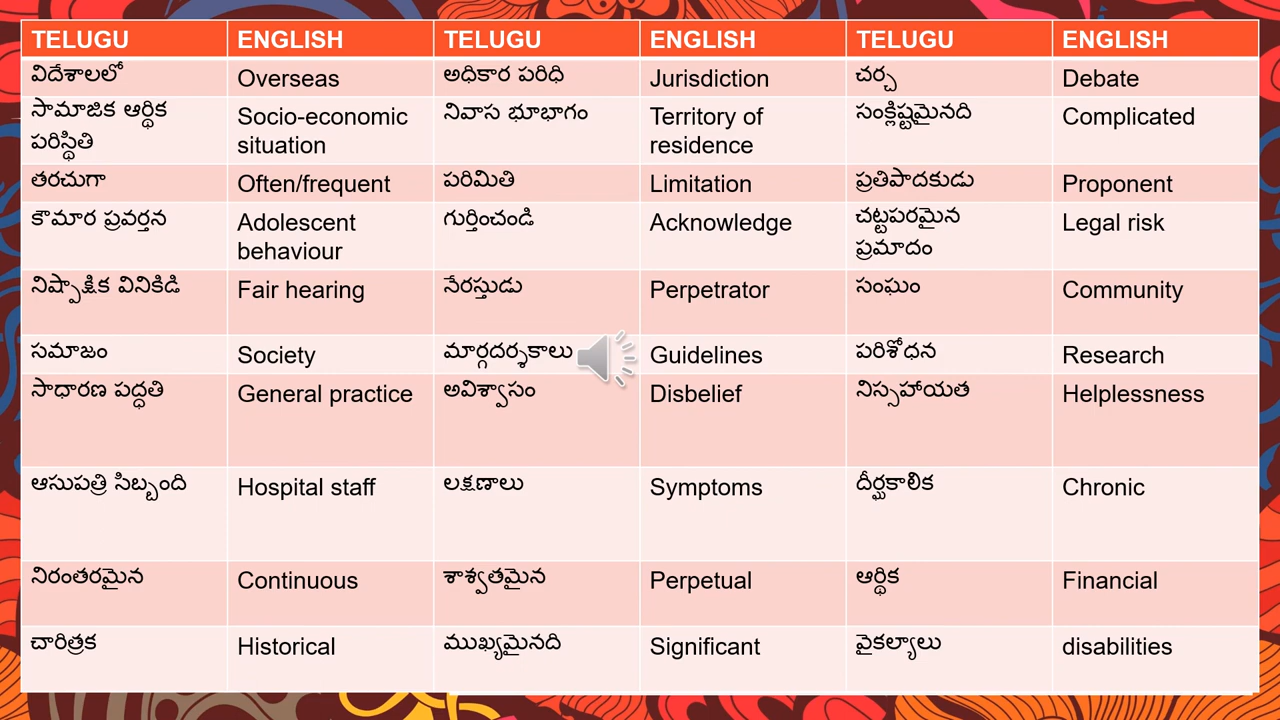 TELUGU ENGLISH TELUGU ENGLISH TELUGU ENGLISH
విదేశాలలో Overseas అధికార పరిధి Jurisdiction చర్చ Debate
సామాజిక ఆర్థిక పరిస్థితి Socio-economic situation నివాస భూభాగం Territory of residence సంక్లిష్టమైనది Complicated
తరచుగా Often/frequent పరిమితి Limitation ప్రతిపాదకుడు Proponent
కౌమార ప్రవర్తన Adolescent behaviour గుర్తించండి Acknowledge చట్టపరమైన ప్రమాదం Legal risk
నిష్పాక్షిక వినికిడి Fair hearing నేరస్తుడు Perpetrator సంఘం Community
సమాజం Society మార్గదర్శకాలు Guidelines పరిశోధన Research
సాధారణ పద్ధతి General practice అవిశ్వాసం Disbelief నిస్సహాయత Helplessness
ఆసుపత్రి సిబ్బంది Hospital staff లక్షణాలు Symptoms దీర్ఘకాలిక Chronic
నిరంతరమైన Continuous శాశ్వతమైన Perpetual ఆర్థిక Financial
చారిత్రక Historical ముఖ్యమైనది Significant వైకల్యాలు disabilities